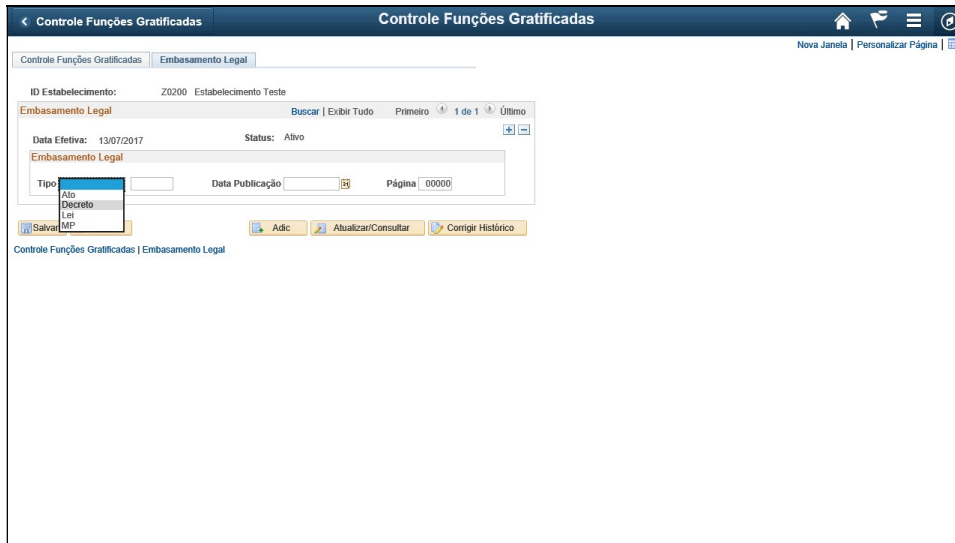 Controle Funções Gratificadas
Controle Funções Gratificadas
Nova Janela | Personalizar Página |
Controle Funções Gratificadas
Embasamento Legal
ID Estabelecimento: Z0200 Estabelecimento Teste
Embasamento Legal Buscar | Exibir Tudo Primeiro 1 de 1 Último
Data Efetiva: 13/07/2017 Status: Ativo
Embasamento Legal
Tipo Data Publicação Página 00000
Ato
Decreto
Lei
MP
Salvar Adic Atualizar/Consultar Corrigir Histórico
Controle Funções Gratificadas | Embasamento Legal